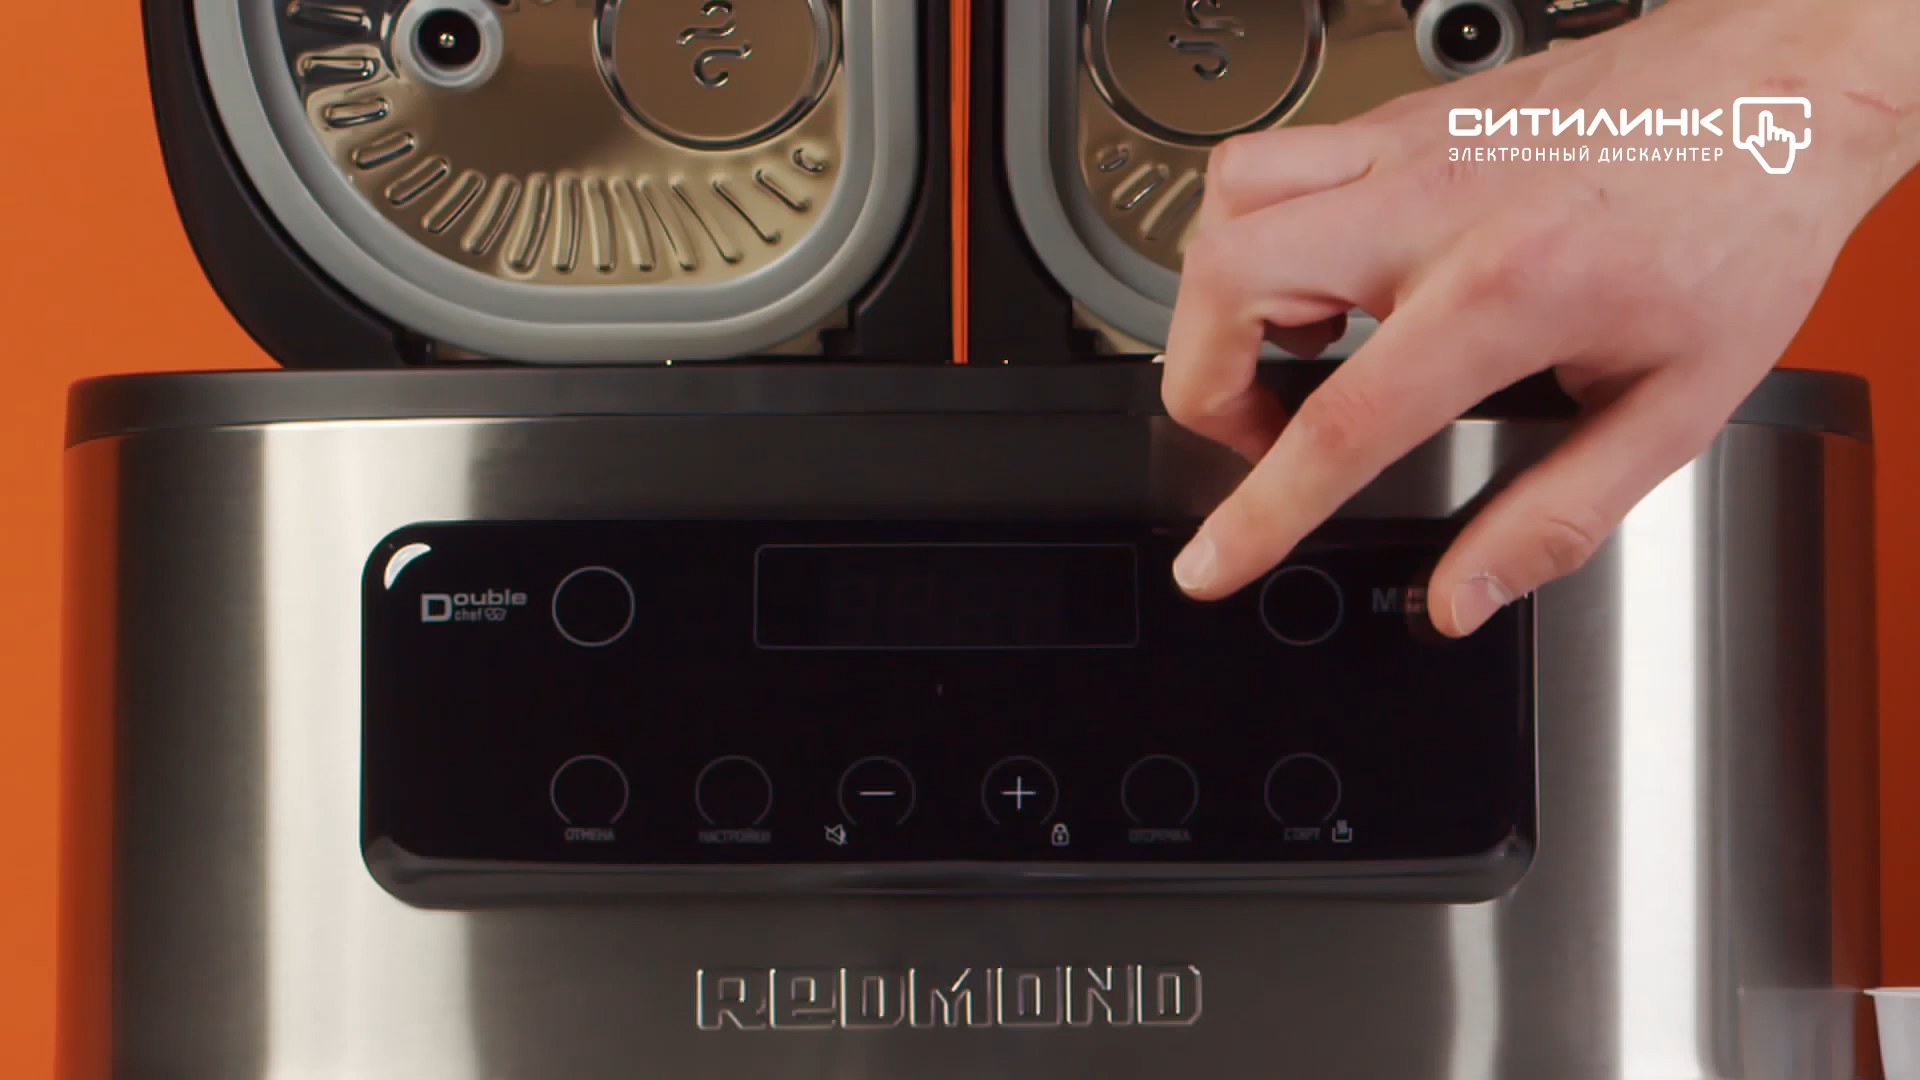 СИТИЛИНК
ЭЛЕКТРОННЫЙ ДИСКАУНТЕР
Double
chef
ОТМЕНА
НАСТРОЙКИ
ОТСРОЧКА
СТАРТ
REDMOND